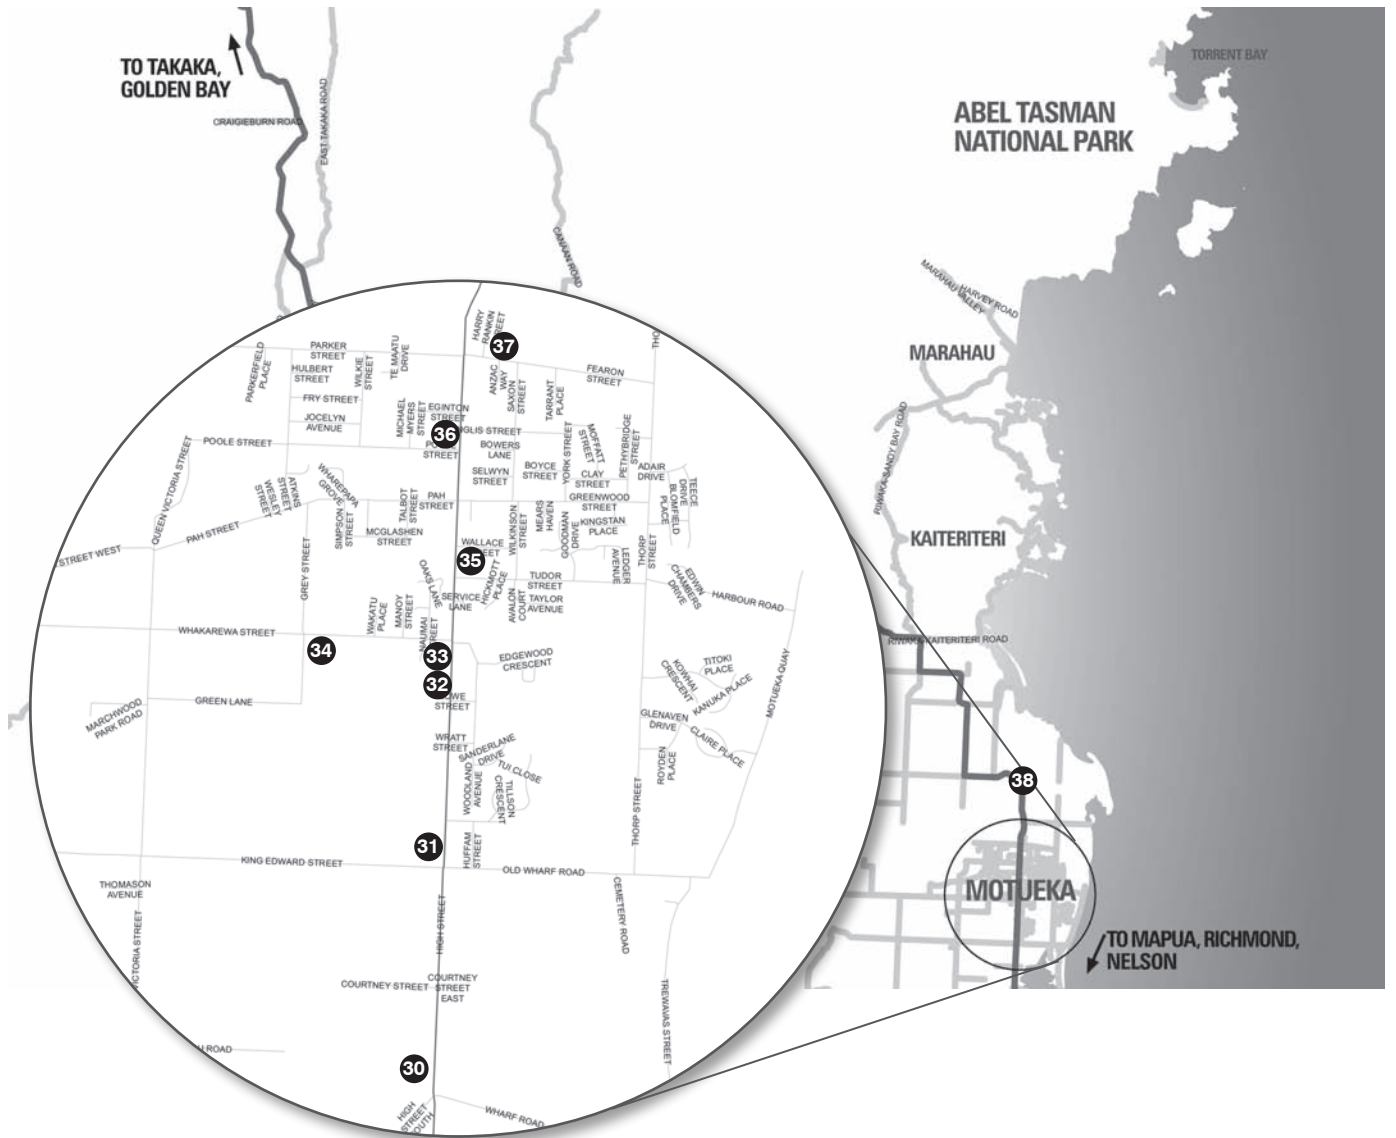 TO TAKAKA,
GOLDEN BAY
CRAIGIEBURN ROAD
EAST TAKAKA ROAD
CANAAN ROAD
TORRENT BAY
ABEL TASMAN
NATIONAL PARK
MARAHAU VALLEY
HARVEY ROAD
MARAHAU
RIWAKA-SANDY BAY ROAD
KAITERITERI
RIWAKA-KAITERITERI ROAD
38
MOTUEKA
TO MAPUA, RICHMOND,
NELSON
HARRY
RANKIN
37
PARKERFIELD
PLACE
PARKER
STREET
HULBERT
STREET
WILKIE
STREET
TE MAATU
DRIVE
FRY STREET
JOCELYN
AVENUE
MICHAEL
MYERS
STREET
EGINTON
STREET
36
ANZAC
WAY
SAXON
STREET
TARRANT
PLACE
FEARON
STREET
POOLE STREET
STREET
BOWERS
LANE
SELWYN
STREET
BOYCE
STREET
YORK STREET
MOFFATT
STREET
PETHYBRIDGE
STREET
CLAY
STREET
ADAIR
DRIVE
TEECE
DRIVE
BLOMFIELD
PLACE
GREENWOOD
STREET
KINGSTAN
PLACE
QUEEN VICTORIA STREET
WESLEY
STREET
ATKINS
STREET
WHAREPAPA
GROVE
SIMPSON
STREET
TALBOT
STREET
PAH
STREET
PAH STREET
MCGLASHEN
STREET
STREET WEST
GREY STREET
WALLACE
35
WILKINSON
STREET
MEARS
HAVEN
GOODMAN
DRIVE
LEDGER
AVENUE
THORP
STREET
OAKS LANE
SERVICE
LANE
HICKMOTT
PLACE
AVALON
COURT
TUDOR
STREET
TAYLOR
AVENUE
EDWIN
CHAMBERS
DRIVE
HARBOUR ROAD
WAKATU
PLACE
MANOY
STREET
NAUMAI
WHAKAREWA STREET
34
33
32
EDGEWOOD
CRESCENT
STREET
KOWHAI
CRESCENT
TITOKI
PLACE
KANUKA PLACE
MOTUEKA QUAY
GREEN LANE
MARCHWOOD
PARK ROAD
WRATT
STREET
SANDERLANE
DRIVE
TUI CLOSE
WOODLAND
AVENUE
TILLSON
CRESCENT
GLENAVEN
DRIVE
CLAIRE PLACE
ROYDEN
PLACE
THORP STREET
31
HUFFAM
STREET
KING EDWARD STREET
OLD WHARF ROAD
THOMASON
AVENUE
VICTORIA STREET
HIGH STREET
CEMETERY ROAD
COURTNEY STREET
COURTNEY
STREET
EAST
TREWAVAS STREET
ROAD
30
HIGH
STREET
WHARF ROAD